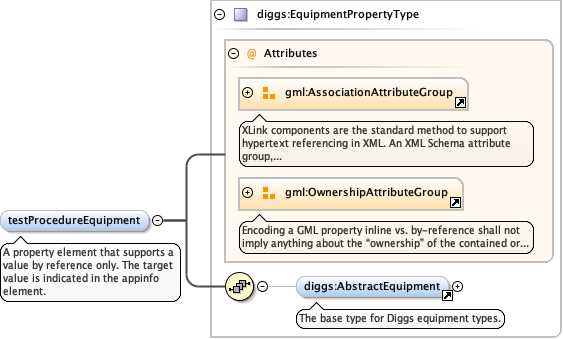 diggs:EquipmentPropertyType
@ Attributes
gml:AssociationAttributeGroup
XLink components are the standard method to support
hypertext referencing in XML. An XML Schema attribute
group,...
gml:OwnershipAttributeGroup
Encoding a GML property inline vs. by-reference shall not
imply anything about the “ownership” of the contained or...
testProcedureEquipment
A property element that supports a
value by reference only. The target
value is indicated in the appinfo
element.
diggs:AbstractEquipment
The base type for Diggs equipment types.